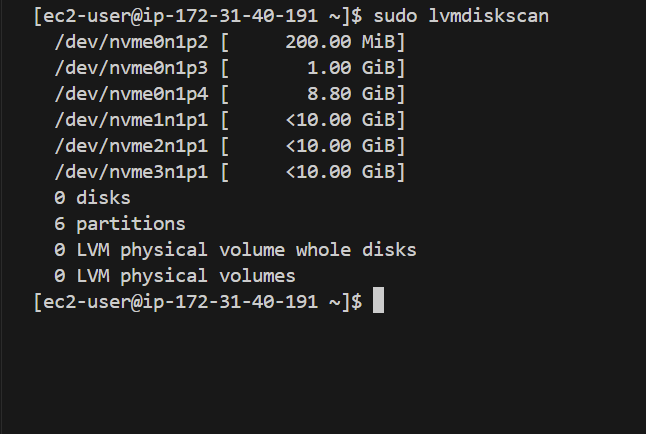 [ec2-user@ip-172-31-40-191 ~]$ sudo lvmdiskscan
  /dev/nvme0n1p2 [     200.00 MiB]
  /dev/nvme0n1p3 [       1.00 GiB]
  /dev/nvme0n1p4 [       8.80 GiB]
  /dev/nvme1n1p1 [     <10.00 GiB]
  /dev/nvme2n1p1 [     <10.00 GiB]
  /dev/nvme3n1p1 [     <10.00 GiB]
  0 disks
  6 partitions
  0 LVM physical volume whole disks
  0 LVM physical volumes
[ec2-user@ip-172-31-40-191 ~]$